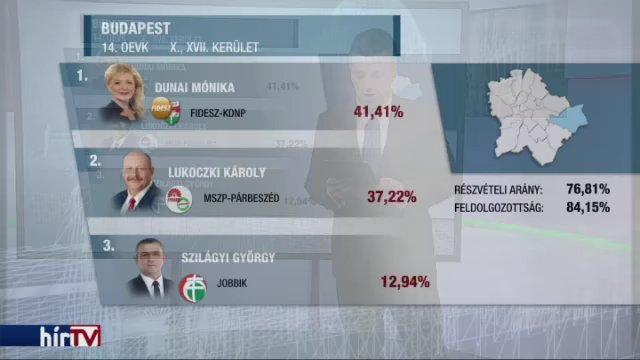 BUDAPEST
14. OEVK X., XVII. KERÜLET
1.
DUNAI MÓNIKA
FIDESZ
FIDESZ-KDNP
41,41%
2.
LUKOCZKI KÁROLY
MSZP-PÁRBESZÉD
37,22%
3.
SZILÁGYI GYÖRGY
JOBBIK
12,94%
RÉSZVÉTELI ARÁNY: 76,81%
FELDOLGOZOTTSÁG: 84,15%
hírTV